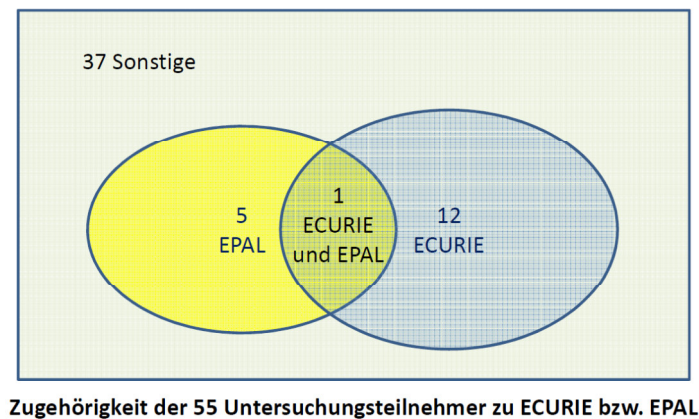 37 Sonstige
5
EPAL
1
ECURIE
und EPAL
12
ECURIE
Zugehörigkeit der 55 Untersuchungsteilnehmer zu ECURIE bzw. EPAL